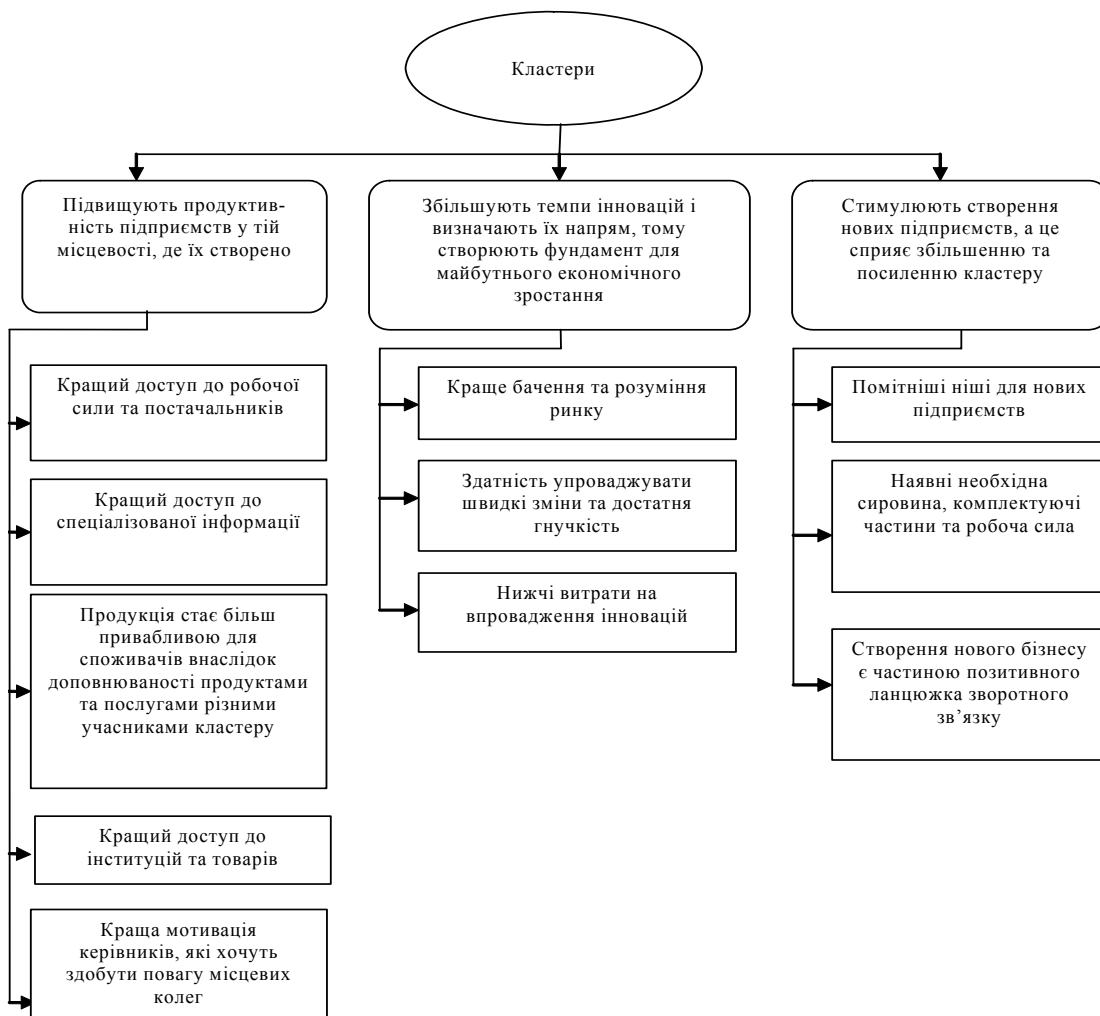 Кластери
Підвищують продуктив-
ність підприємств у тій
місцевості, де їх створено
Кращий доступ до робочої
сили та постачальників
Кращий доступ до
спеціалізованої інформації
Продукція стає більш
привабливою для
споживачів внаслідок
доповнюваності продуктами
та послугами різними
учасниками кластеру
Кращий доступ до
інституцій та товарів
Краща мотивація
керівників, які хочуть
здобути повагу місцевих
колег
Збільшують темпи інновацій і
визначають їх напрям, тому
створюють фундамент для
майбутнього економічного
зростання
Краще бачення та розуміння
ринку
Здатність упроваджувати
швидкі зміни та достатня
гнучкість
Нижчі витрати на
впровадження інновацій
Стимулюють створення
нових підприємств, а це
сприяє збільшенню та
посиленню кластеру
Помітніші ніші для нових
підприємств
Наявні необхідна
сировина, комплектуючі
частини та робоча сила
Створення нового бізнесу
є частиною позитивного
ланцюжка зворотного
зв’язку